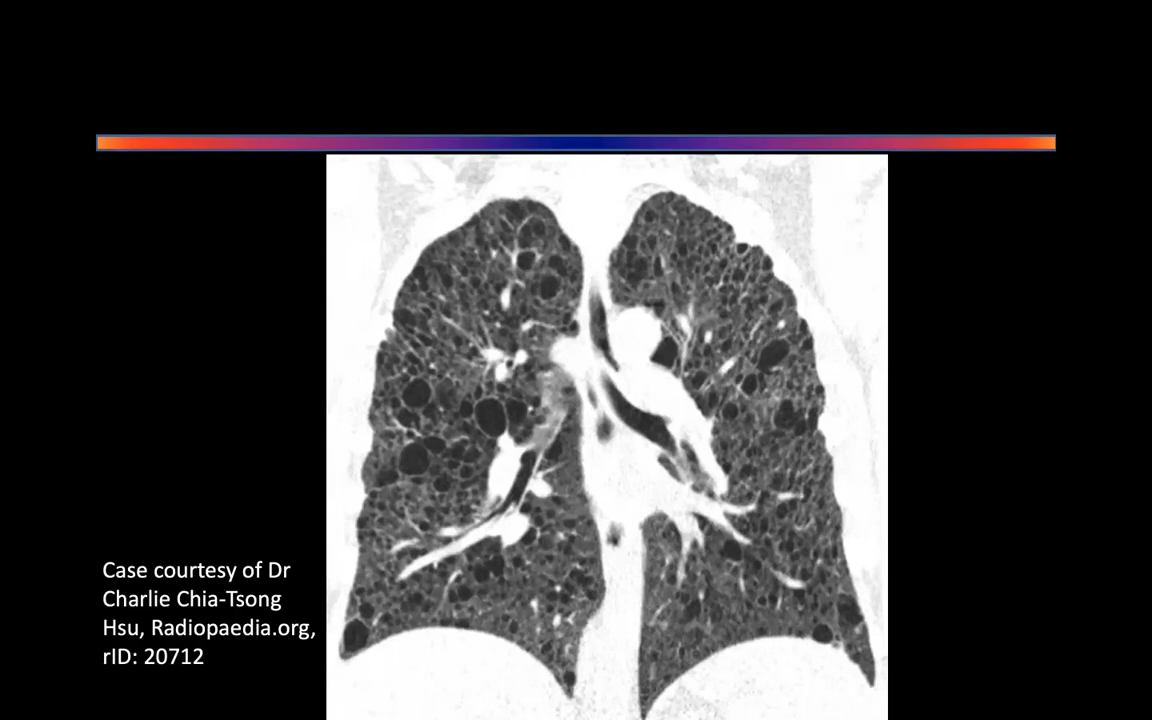 Case courtesy of Dr
Charlie Chia-Tsong
Hsu, Radiopaedia.org,
rID: 20712